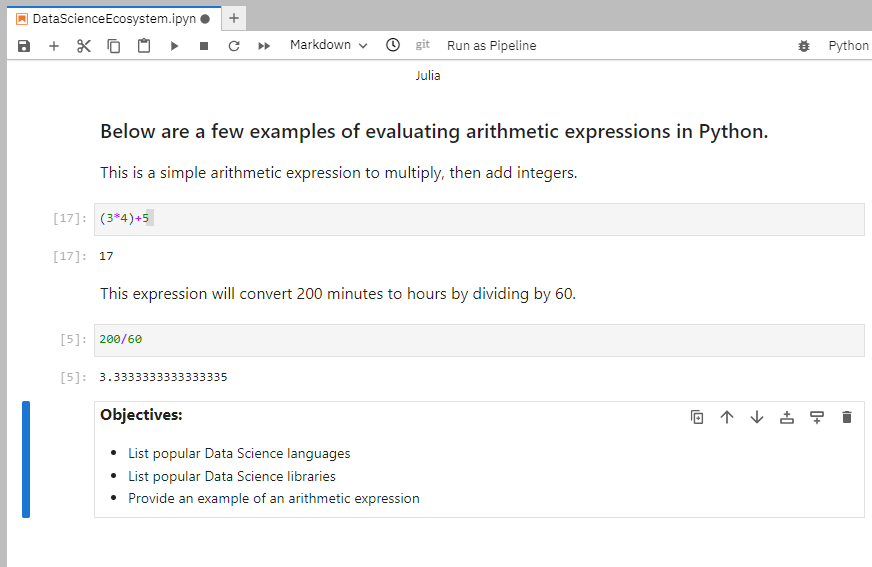 DataScienceEcosystem.ipyn
Markdown
git
Run as Pipeline
Python
Julia
Below are a few examples of evaluating arithmetic expressions in Python.
This is a simple arithmetic expression to multiply, then add integers.
[17]: (3*4)+5
[17]: 17
This expression will convert 200 minutes to hours by dividing by 60.
[5]: 200/60
[5]: 3.3333333333333335
Objectives:
• List popular Data Science languages
• List popular Data Science libraries
• Provide an example of an arithmetic expression